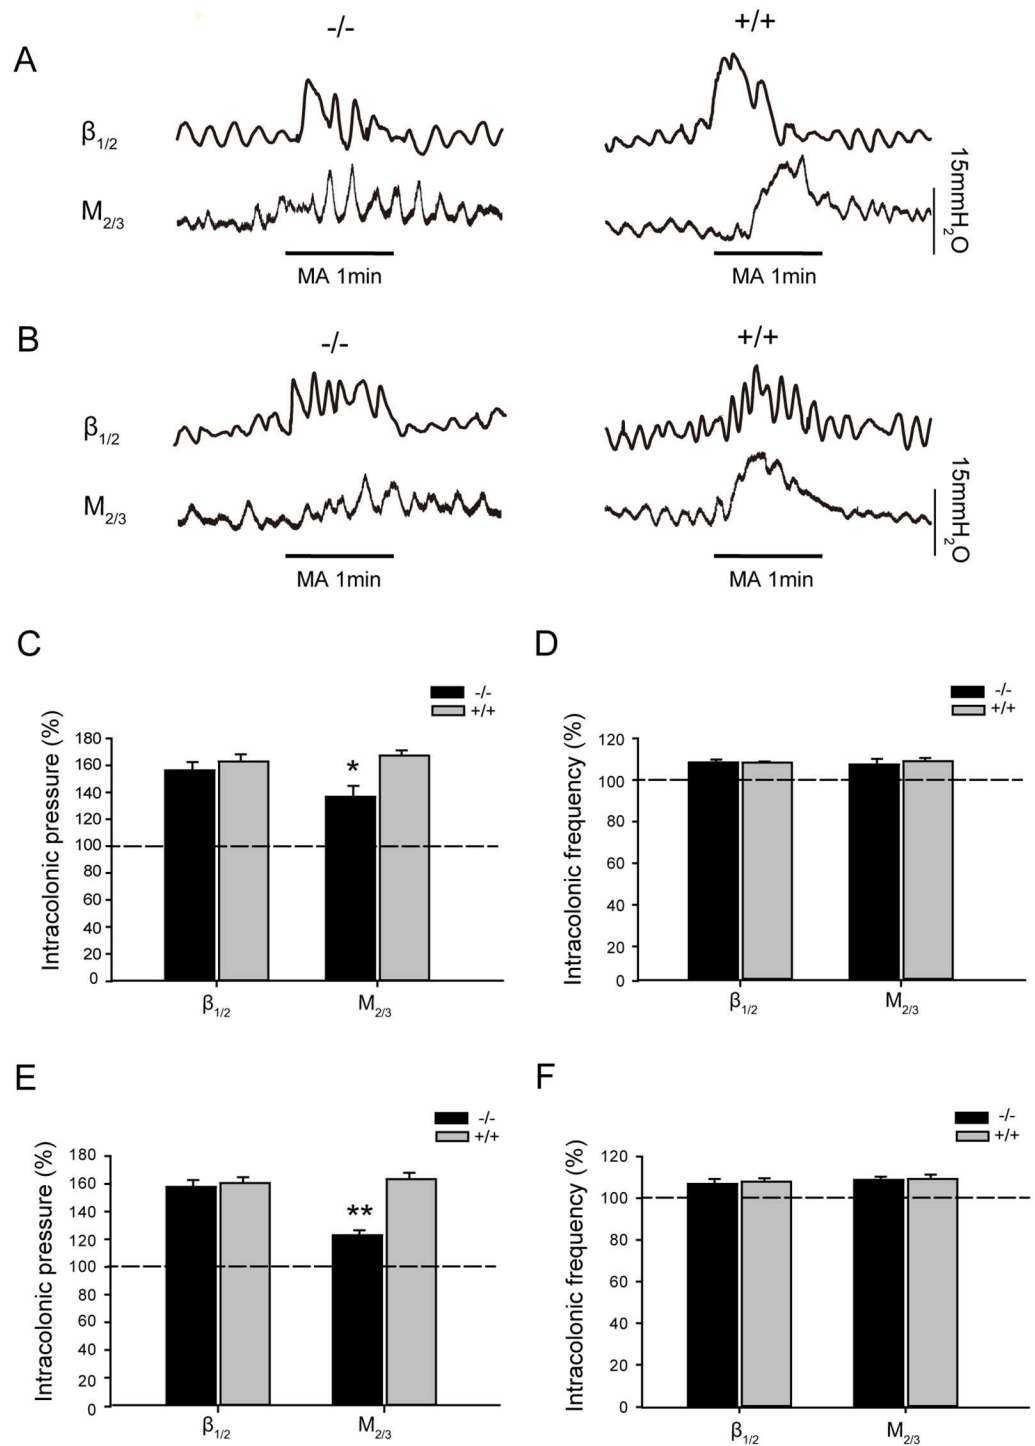 A
-/-
+/+
β1/2
M2/3
15mmH2O
MA 1min
MA 1min
B
-/-
+/+
β1/2
M2/3
15mmH2O
MA 1min
MA 1min
C
-/-
+/+
Intracolonic pressure (%)
180
160
140
120
100
80
60
40
20
0
β1/2
M2/3
*
D
-/-
+/+
Intracolonic frequency (%)
120
100
80
60
40
20
0
β1/2
M2/3
E
-/-
+/+
Intracolonic pressure (%)
180
160
140
120
100
80
60
40
20
0
β1/2
M2/3
**
F
-/-
+/+
Intracolonic frequency (%)
120
100
80
60
40
20
0
β1/2
M2/3